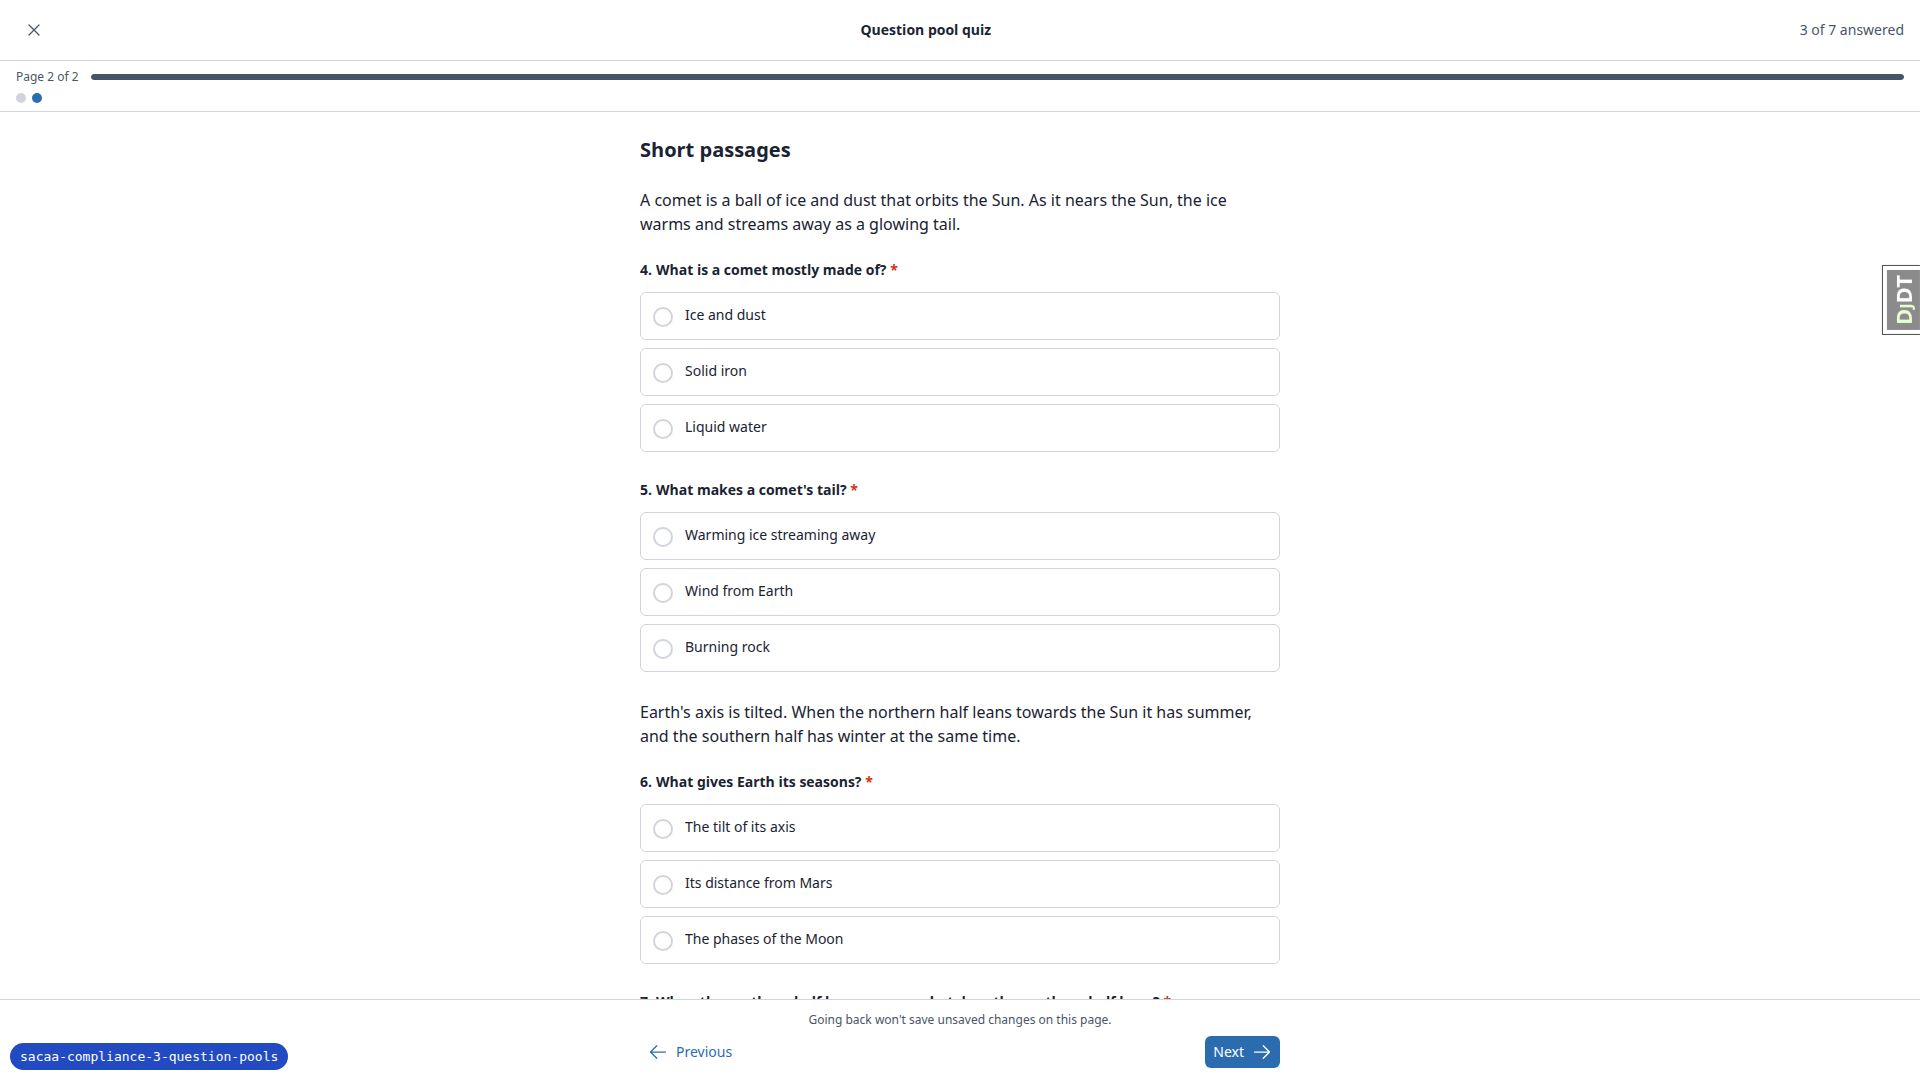 Question pool quiz
3 of 7 answered
Page 2 of 2
Short passages
A comet is a ball of ice and dust that orbits the Sun. As it nears the Sun, the ice
warms and streams away as a glowing tail.
4. What is a comet mostly made of? *
Ice and dust
Solid iron
Liquid water
5. What makes a comet's tail? *
Warming ice streaming away
Wind from Earth
Burning rock
Earth's axis is tilted. When the northern half leans towards the Sun it has summer,
and the southern half has winter at the same time.
6. What gives Earth its seasons? *
The tilt of its axis
Its distance from Mars
The phases of the Moon
Going back won't save unsaved changes on this page.
Previous
Next
sacaa-compliance-3-question-pools
DjDT